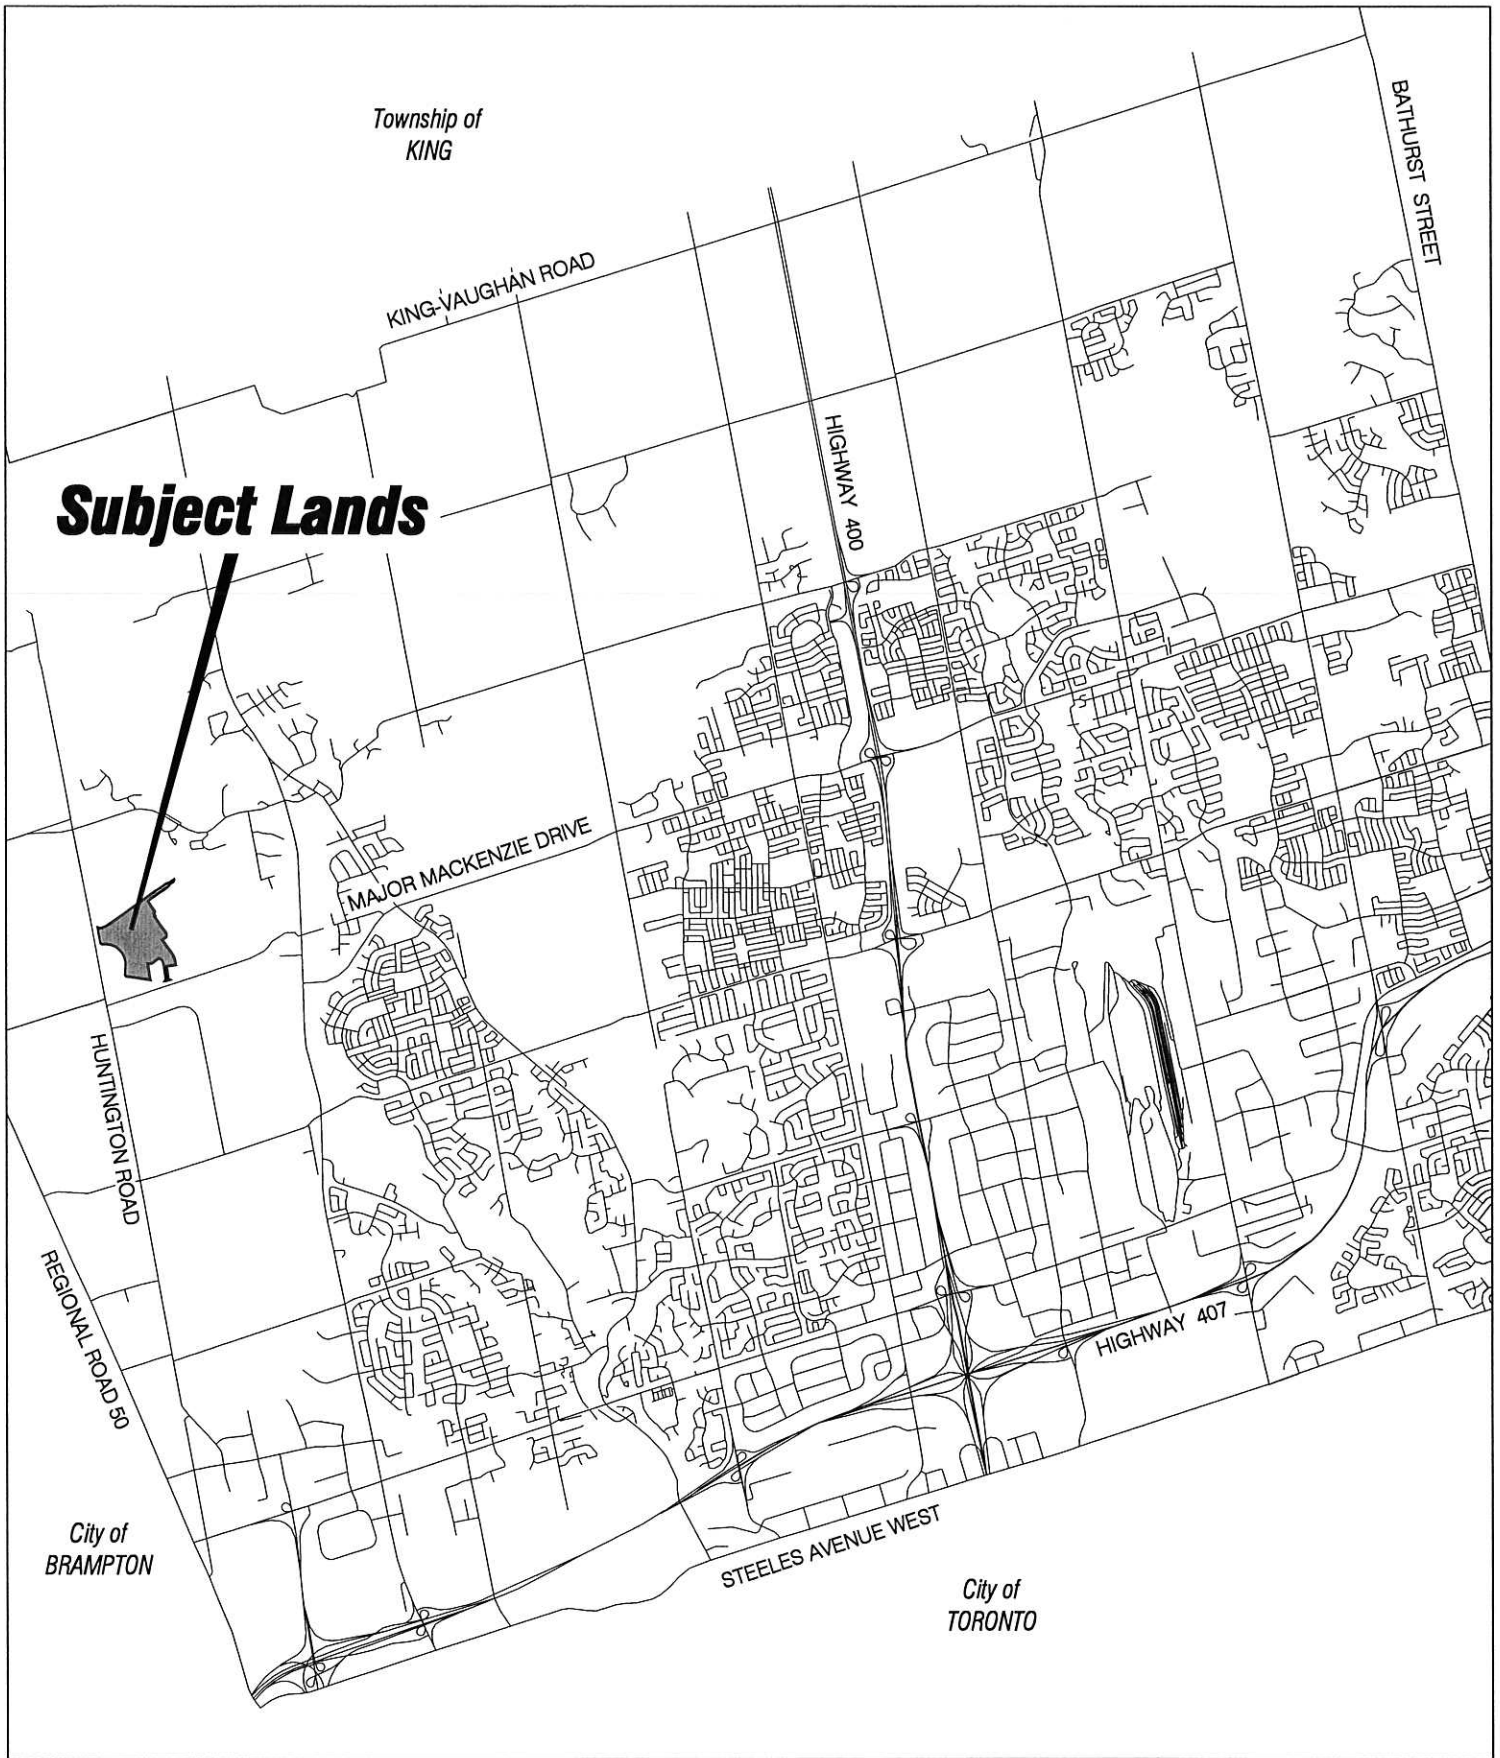 Township of
KING
BATHURST STREET
KING-VAUGHAN ROAD
HIGHWAY 400
Subject Lands
MAJOR MACKENZIE DRIVE
HUNTINGTON ROAD
REGIONAL ROAD 50
HIGHWAY 407
City of
BRAMPTON
STEELES AVENUE WEST
City of
TORONTO